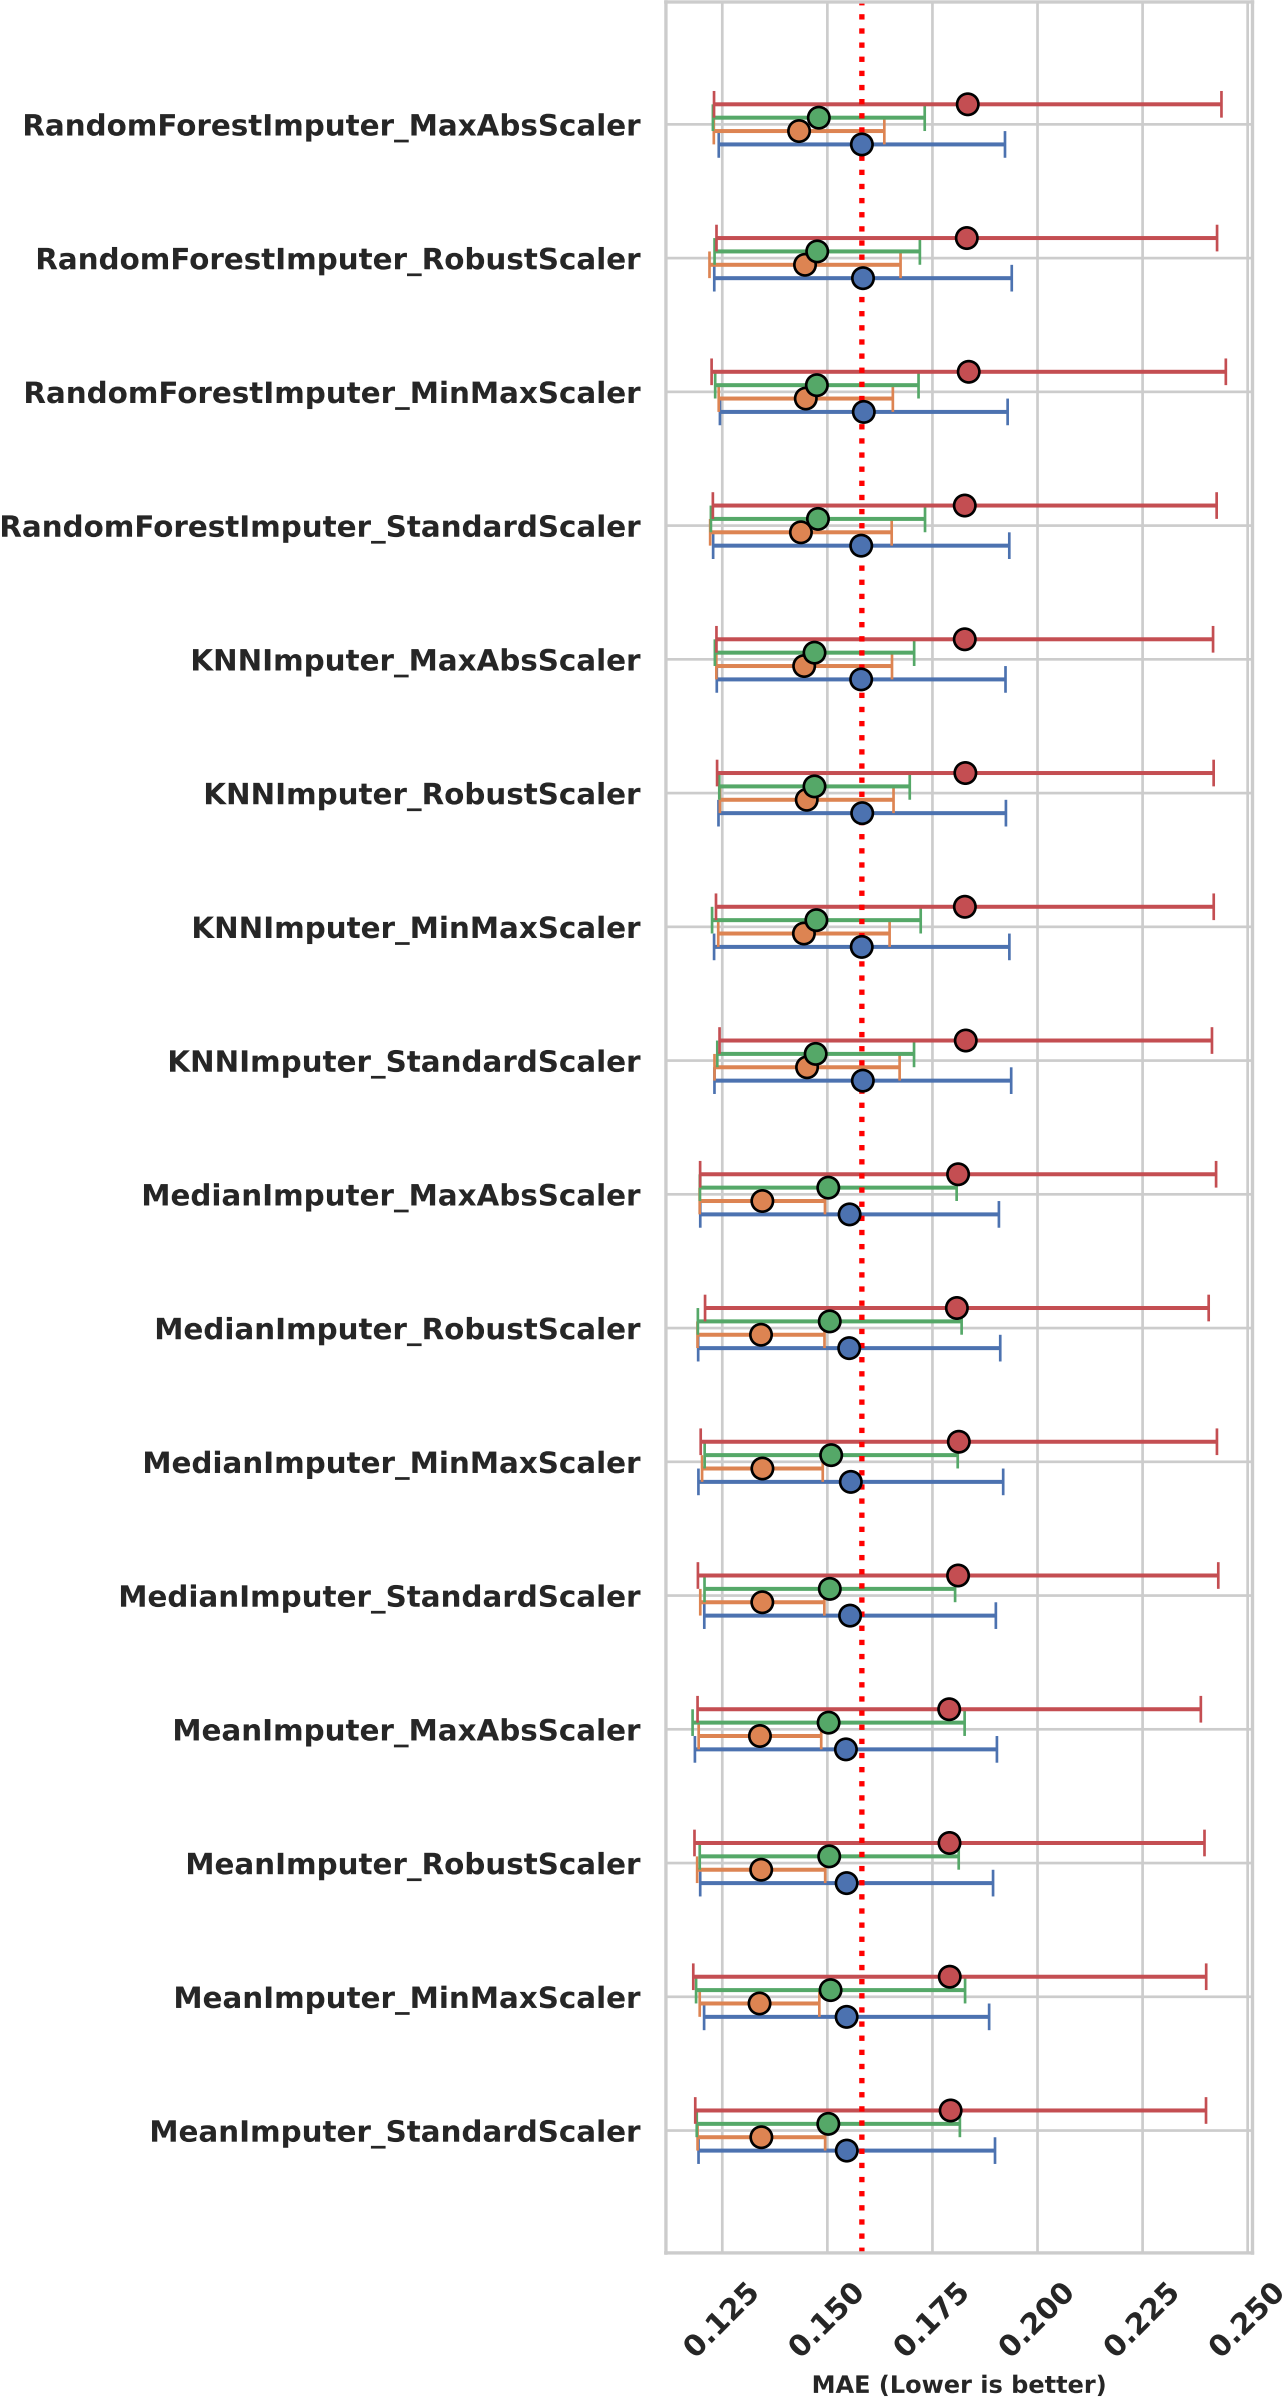 RandomForestImputer_MaxAbsScaler
RandomForestImputer_RobustScaler
RandomForestImputer_MinMaxScaler
RandomForestImputer_StandardScaler
KNNImputer_MaxAbsScaler
KNNImputer_RobustScaler
KNNImputer_MinMaxScaler
KNNImputer_StandardScaler
MedianImputer_MaxAbsScaler
MedianImputer_RobustScaler
MedianImputer_MinMaxScaler
MedianImputer_StandardScaler
MeanImputer_MaxAbsScaler
MeanImputer_RobustScaler
MeanImputer_MinMaxScaler
MeanImputer_StandardScaler
0.125 0.150 0.175 0.200 0.225 0.250
MAE (Lower is better)